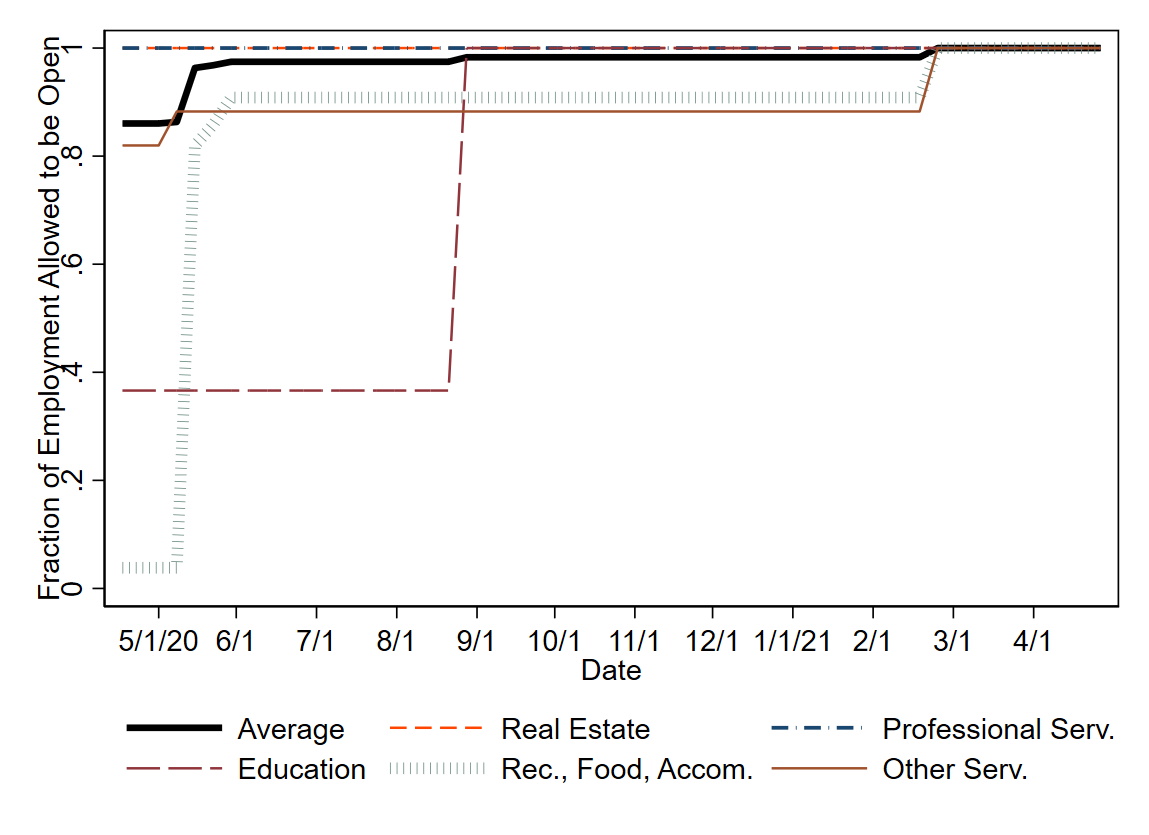 Fraction of Employment Allowed to be Open
1
.8
.6
.4
.2
0
5/1/20 6/1 7/1 8/1 9/1 10/1 11/1 12/1 1/1/21 2/1 3/1 4/1
Date
Average Real Estate Professional Serv.
Education Rec., Food, Accom. Other Serv.